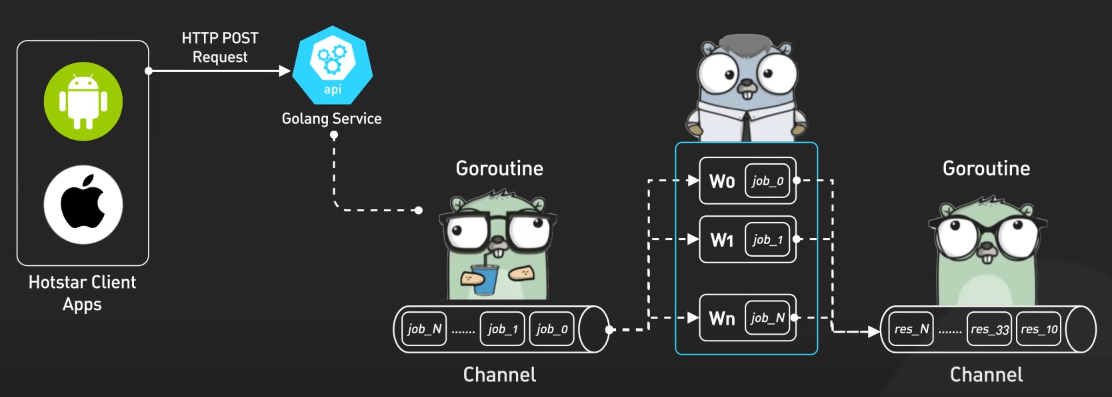 HTTP POST
Request
api
Golang Service
Hotstar Client
Apps
Goroutine
job_N ....... job_1 job_0
Channel
W0 job_0
W1 job_1
Wn job_N
Goroutine
res_N ....... res_33 res_10
Channel